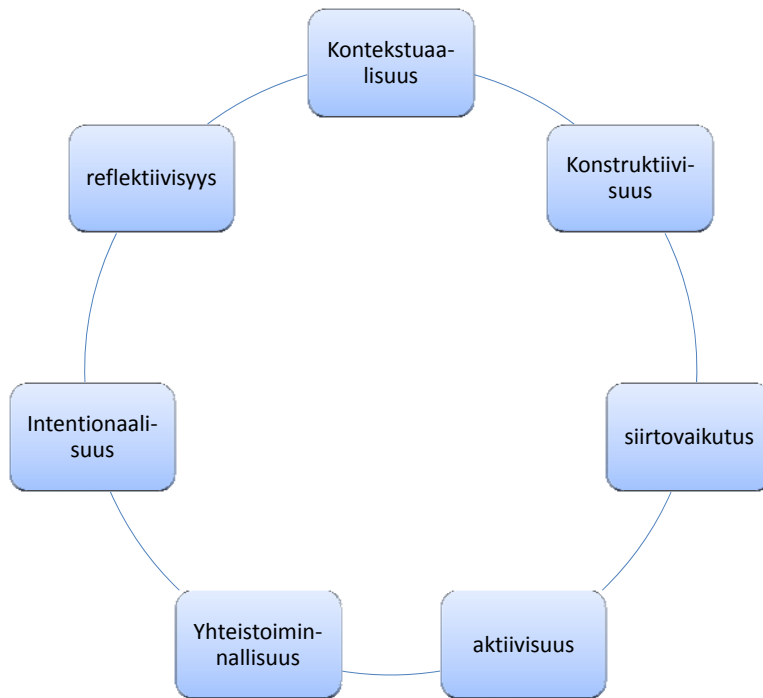 Kontekstuaa-
lisuus
Konstruktiivi-
suus
siirtovaikutus
aktiivisuus
Yhteistoimin-
nallisuus
Intentionaali-
suus
reflektiivisyys